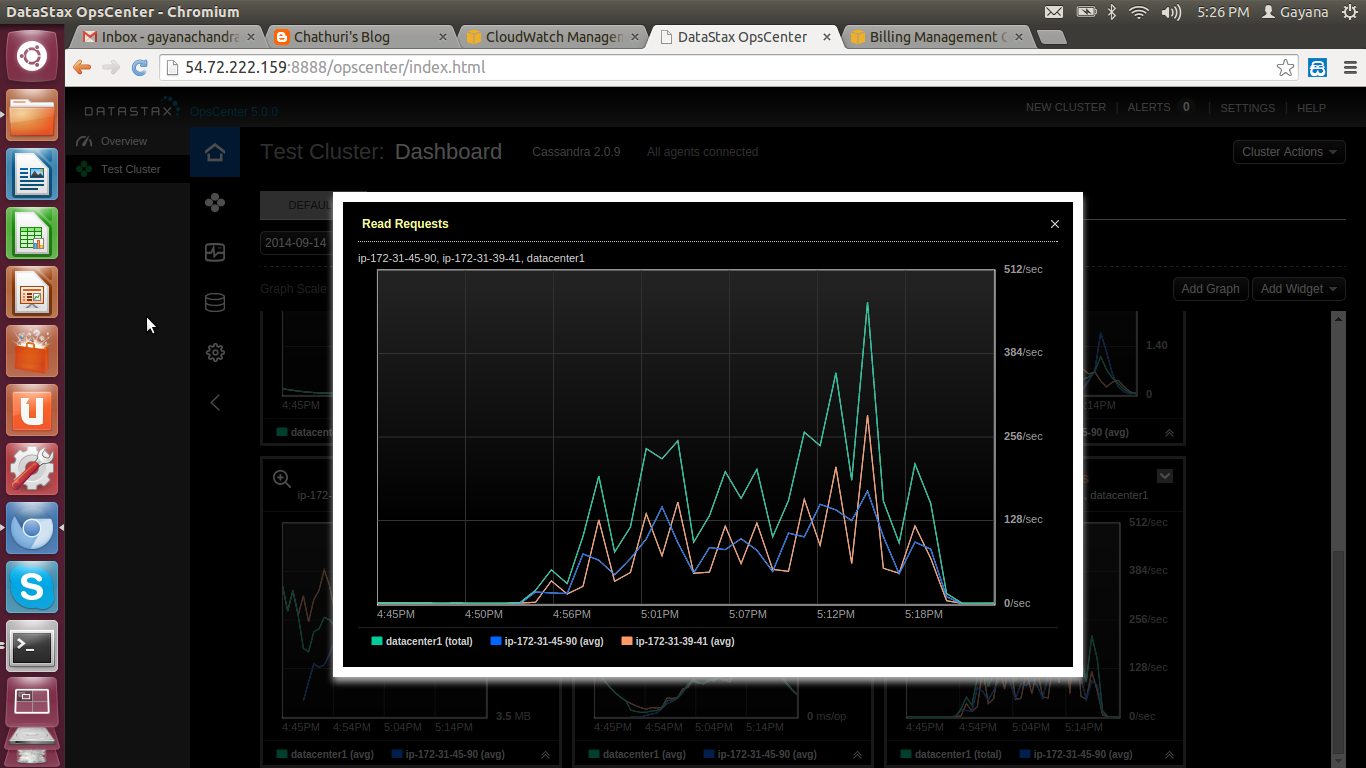 DataStax OpsCenter - Chromium
5:26 PM Gayana
Inbox - gayanachandra
Chathuri's Blog
CloudWatch Managem
DataStax OpsCenter
Billing Management C
54.72.222.159:8888/opscenter/index.html
DATASTAX OpsCenter 5.0.0
NEW CLUSTER | ALERTS 0 | SETTINGS | HELP
Overview
Test Cluster
Test Cluster: Dashboard Cassandra 2.0.9 All agents connected
Cluster Actions
DEFAUL
2014-09-14
Graph Scale
Add Graph
Add Widget
Read Requests
ip-172-31-45-90, ip-172-31-39-41, datacenter1
512/sec
384/sec
256/sec
128/sec
0/sec
4:45PM 4:50PM 4:56PM 5:01PM 5:07PM 5:12PM 5:18PM
datacenter1 (total) ip-172-31-45-90 (avg) ip-172-31-39-41 (avg)
4:45PM
datacenter
1.40
0
:14PM
5-90 (avg)
ip-172
3.5 MB
4:45PM 4:54PM 5:04PM 5:14PM
datacenter1 (avg) ip-172-31-45-90 (avg)
0 ms/op
4:45PM 4:54PM 5:04PM 5:14PM
datacenter1 (avg) ip-172-31-45-90 (avg)
s
, datacenter1
512/sec
384/sec
256/sec
128/sec
0/sec
4:45PM 4:54PM 5:04PM 5:14PM
datacenter1 (total) ip-172-31-45-90 (avg)